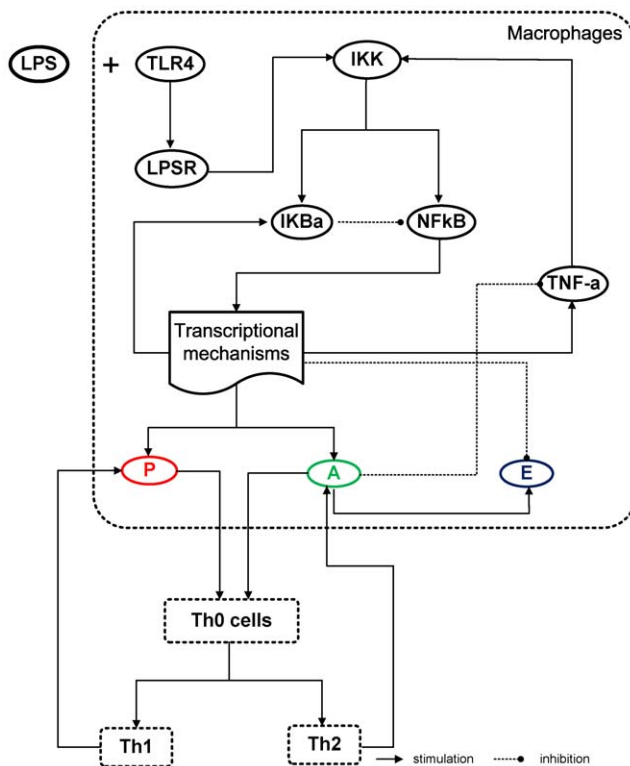 Macrophages
LPS
+
TLR4
IKK
LPSR
IKBa
NFkB
TNF-a
Transcriptional
mechanisms
P
A
E
Th0 cells
Th1
Th2
stimulation
inhibition